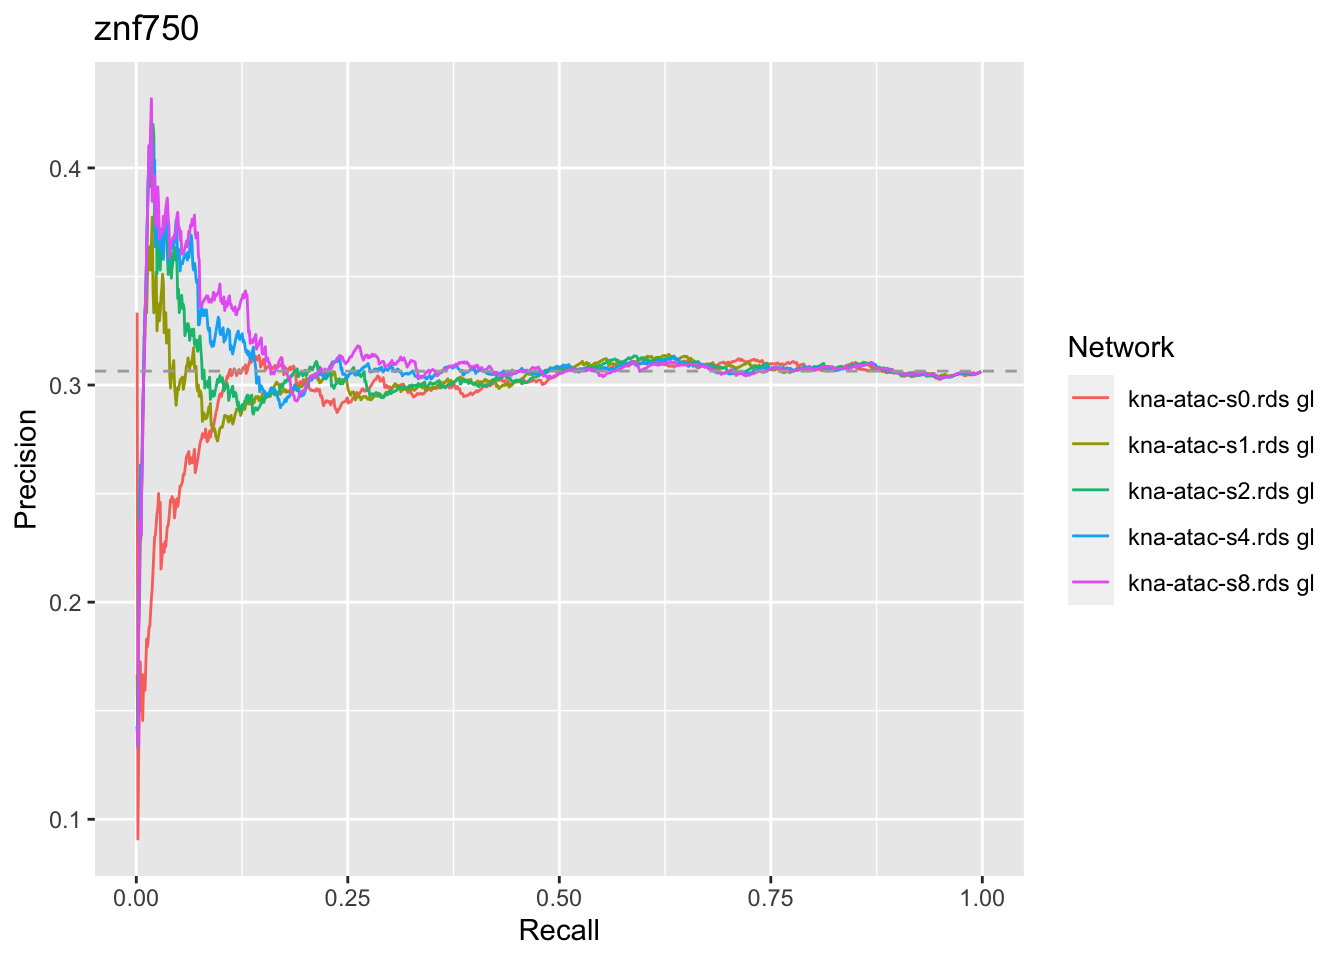 znf750
Precision
0.4
0.3
0.2
0.1
0.00
0.25
0.50
0.75
1.00
Recall
Network
kna-atac-s0.rds gl
kna-atac-s1.rds gl
kna-atac-s2.rds gl
kna-atac-s4.rds gl
kna-atac-s8.rds gl